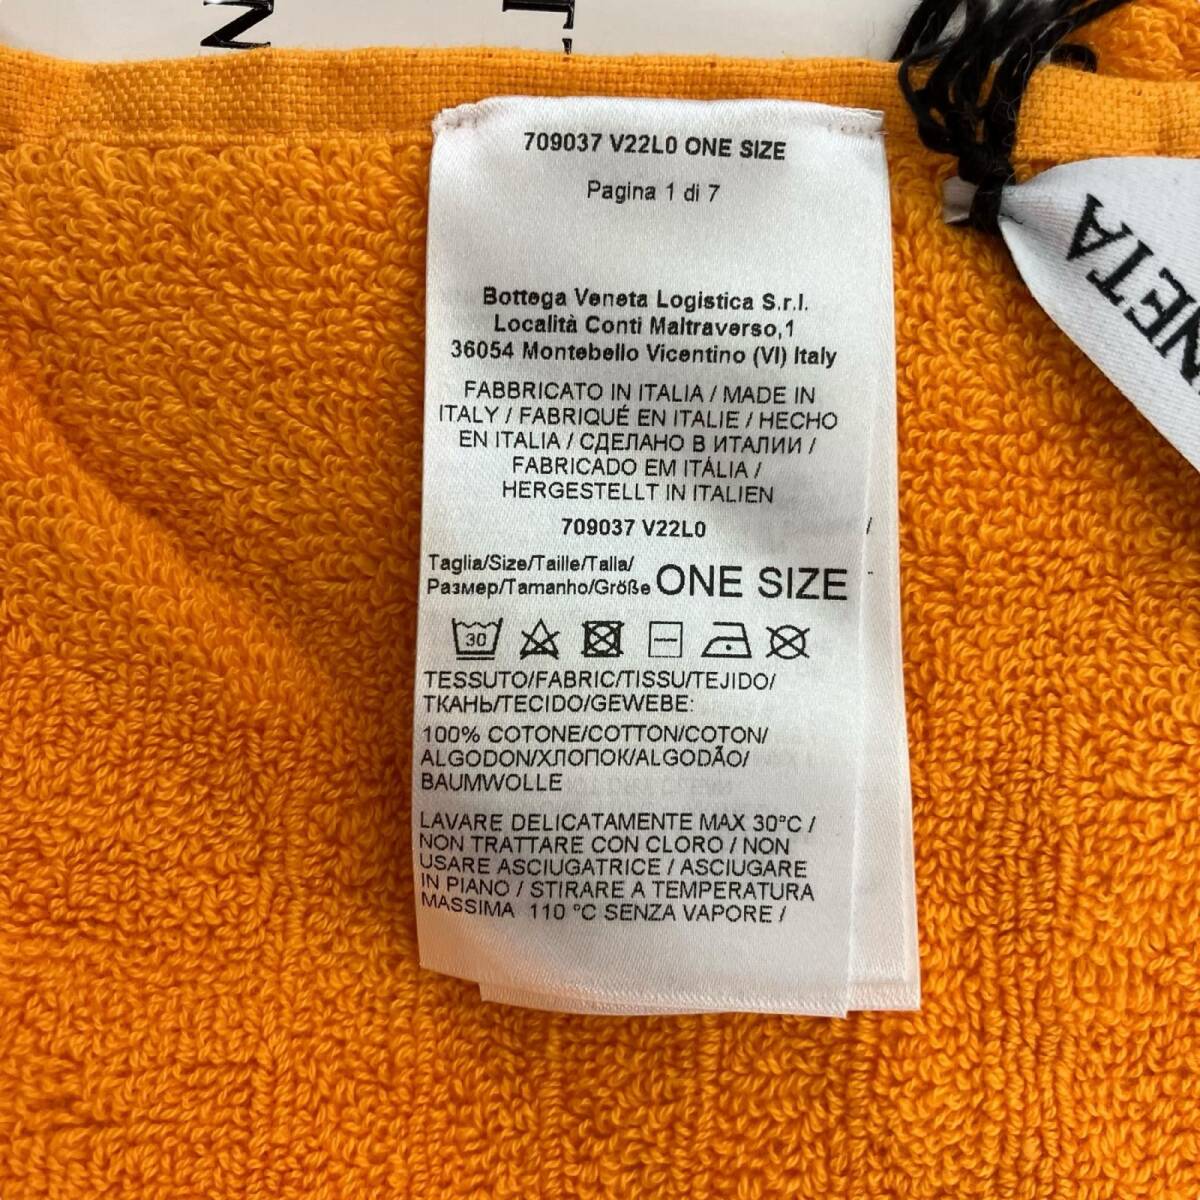 N
T
NETA
709037 V22L0 ONE SIZE
Pagina 1 di 7
Bottega Veneta Logistica S.r.l.
Località Conti Maltraverso,1
36054 Montebello Vicentino (VI) Italy
FABBRICATO IN ITALIA / MADE IN
ITALY / FABRIQUÉ EN ITALIE / HECHO
EN ITALIA / СДЕЛАНО В ИТАЛИИ /
FABRICADO EM ITÁLIA /
HERGESTELLT IN ITALIEN
709037 V22L0
Taglia/Size/Taille/Talla/
Размер/Tamanho/Größe ONE SIZE
30
TESSUTO/FABRIC/TISSU/TEJIDO/
ТКАНЬ/TECIDO/GEWEBE:
100% COTONE/COTTON/COTON/
ALGODON/ХЛОПОК/ALGODÃO/
BAUMWOLLE
LAVARE DELICATAMENTE MAX 30°C /
NON TRATTARE CON CLORO / NON
USARE ASCIUGATRICE / ASCIUGARE
IN PIANO / STIRARE A TEMPERATURA
MASSIMA 110 °C SENZA VAPORE /